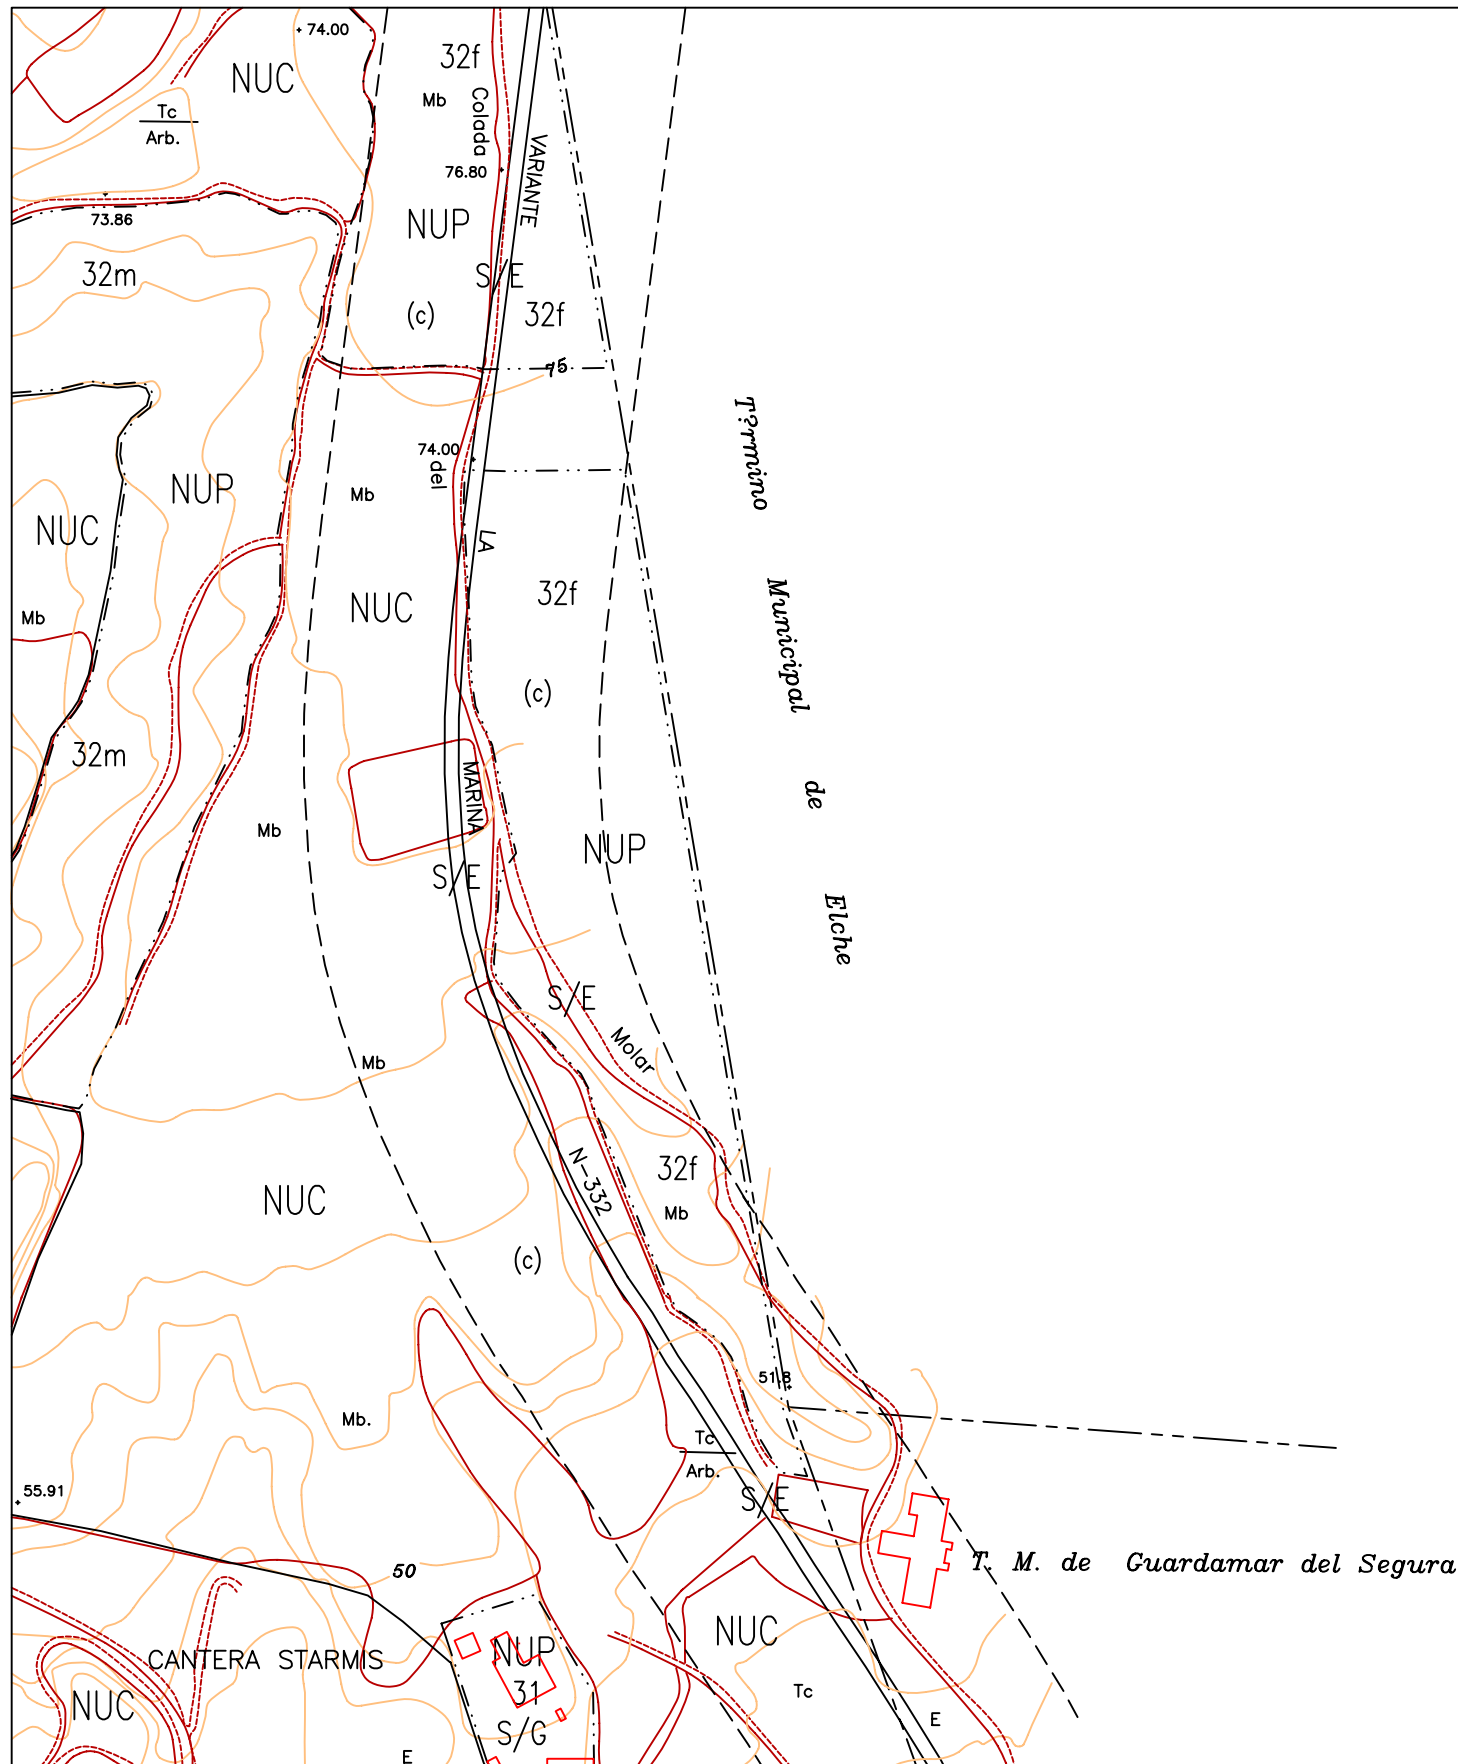 74.00
32f
NUC
Mb
Colada
Tc
Arb.
VARIANTE
76.80
73.86
NUP
32m
S/E
(c)
32f
75
T?rmino
74.00
del
NUP
Mb
NUC
LA
Municipal
32f
NUC
Mb
(c)
32m
MARINA
de
Mb
NUP
S/E
Elche
S/E
Molar
Mb
N-332
32f
NUC
Mb
(c)
51.8
Mb.
Tc
Arb.
55.91
S/E
T. M. de Guardamar del Segura
50
NUC
CANTERA STARMIS
NUP
31
NUC
Tc
S/G
E
E